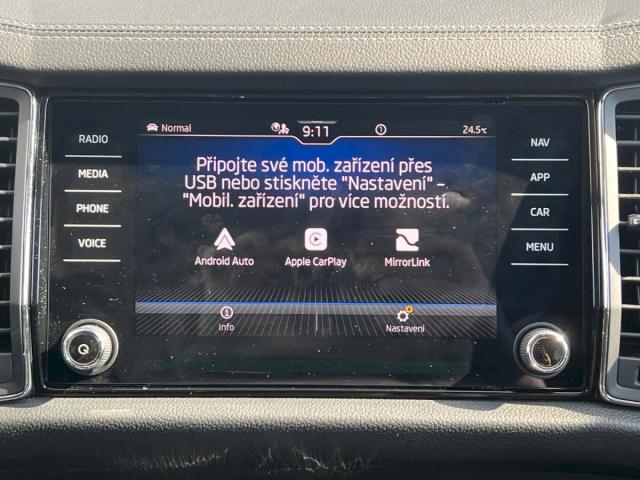 Normal
9:11
24.5°C
RADIO
MEDIA
PHONE
VOICE
NAV
APP
CAR
MENU
Připojte své mob. zařízení přes
USB nebo stiskněte "Nastavení" –
"Mobil. zařízení" pro více možností.
Android Auto
Apple CarPlay
MirrorLink
Info
Nastavení